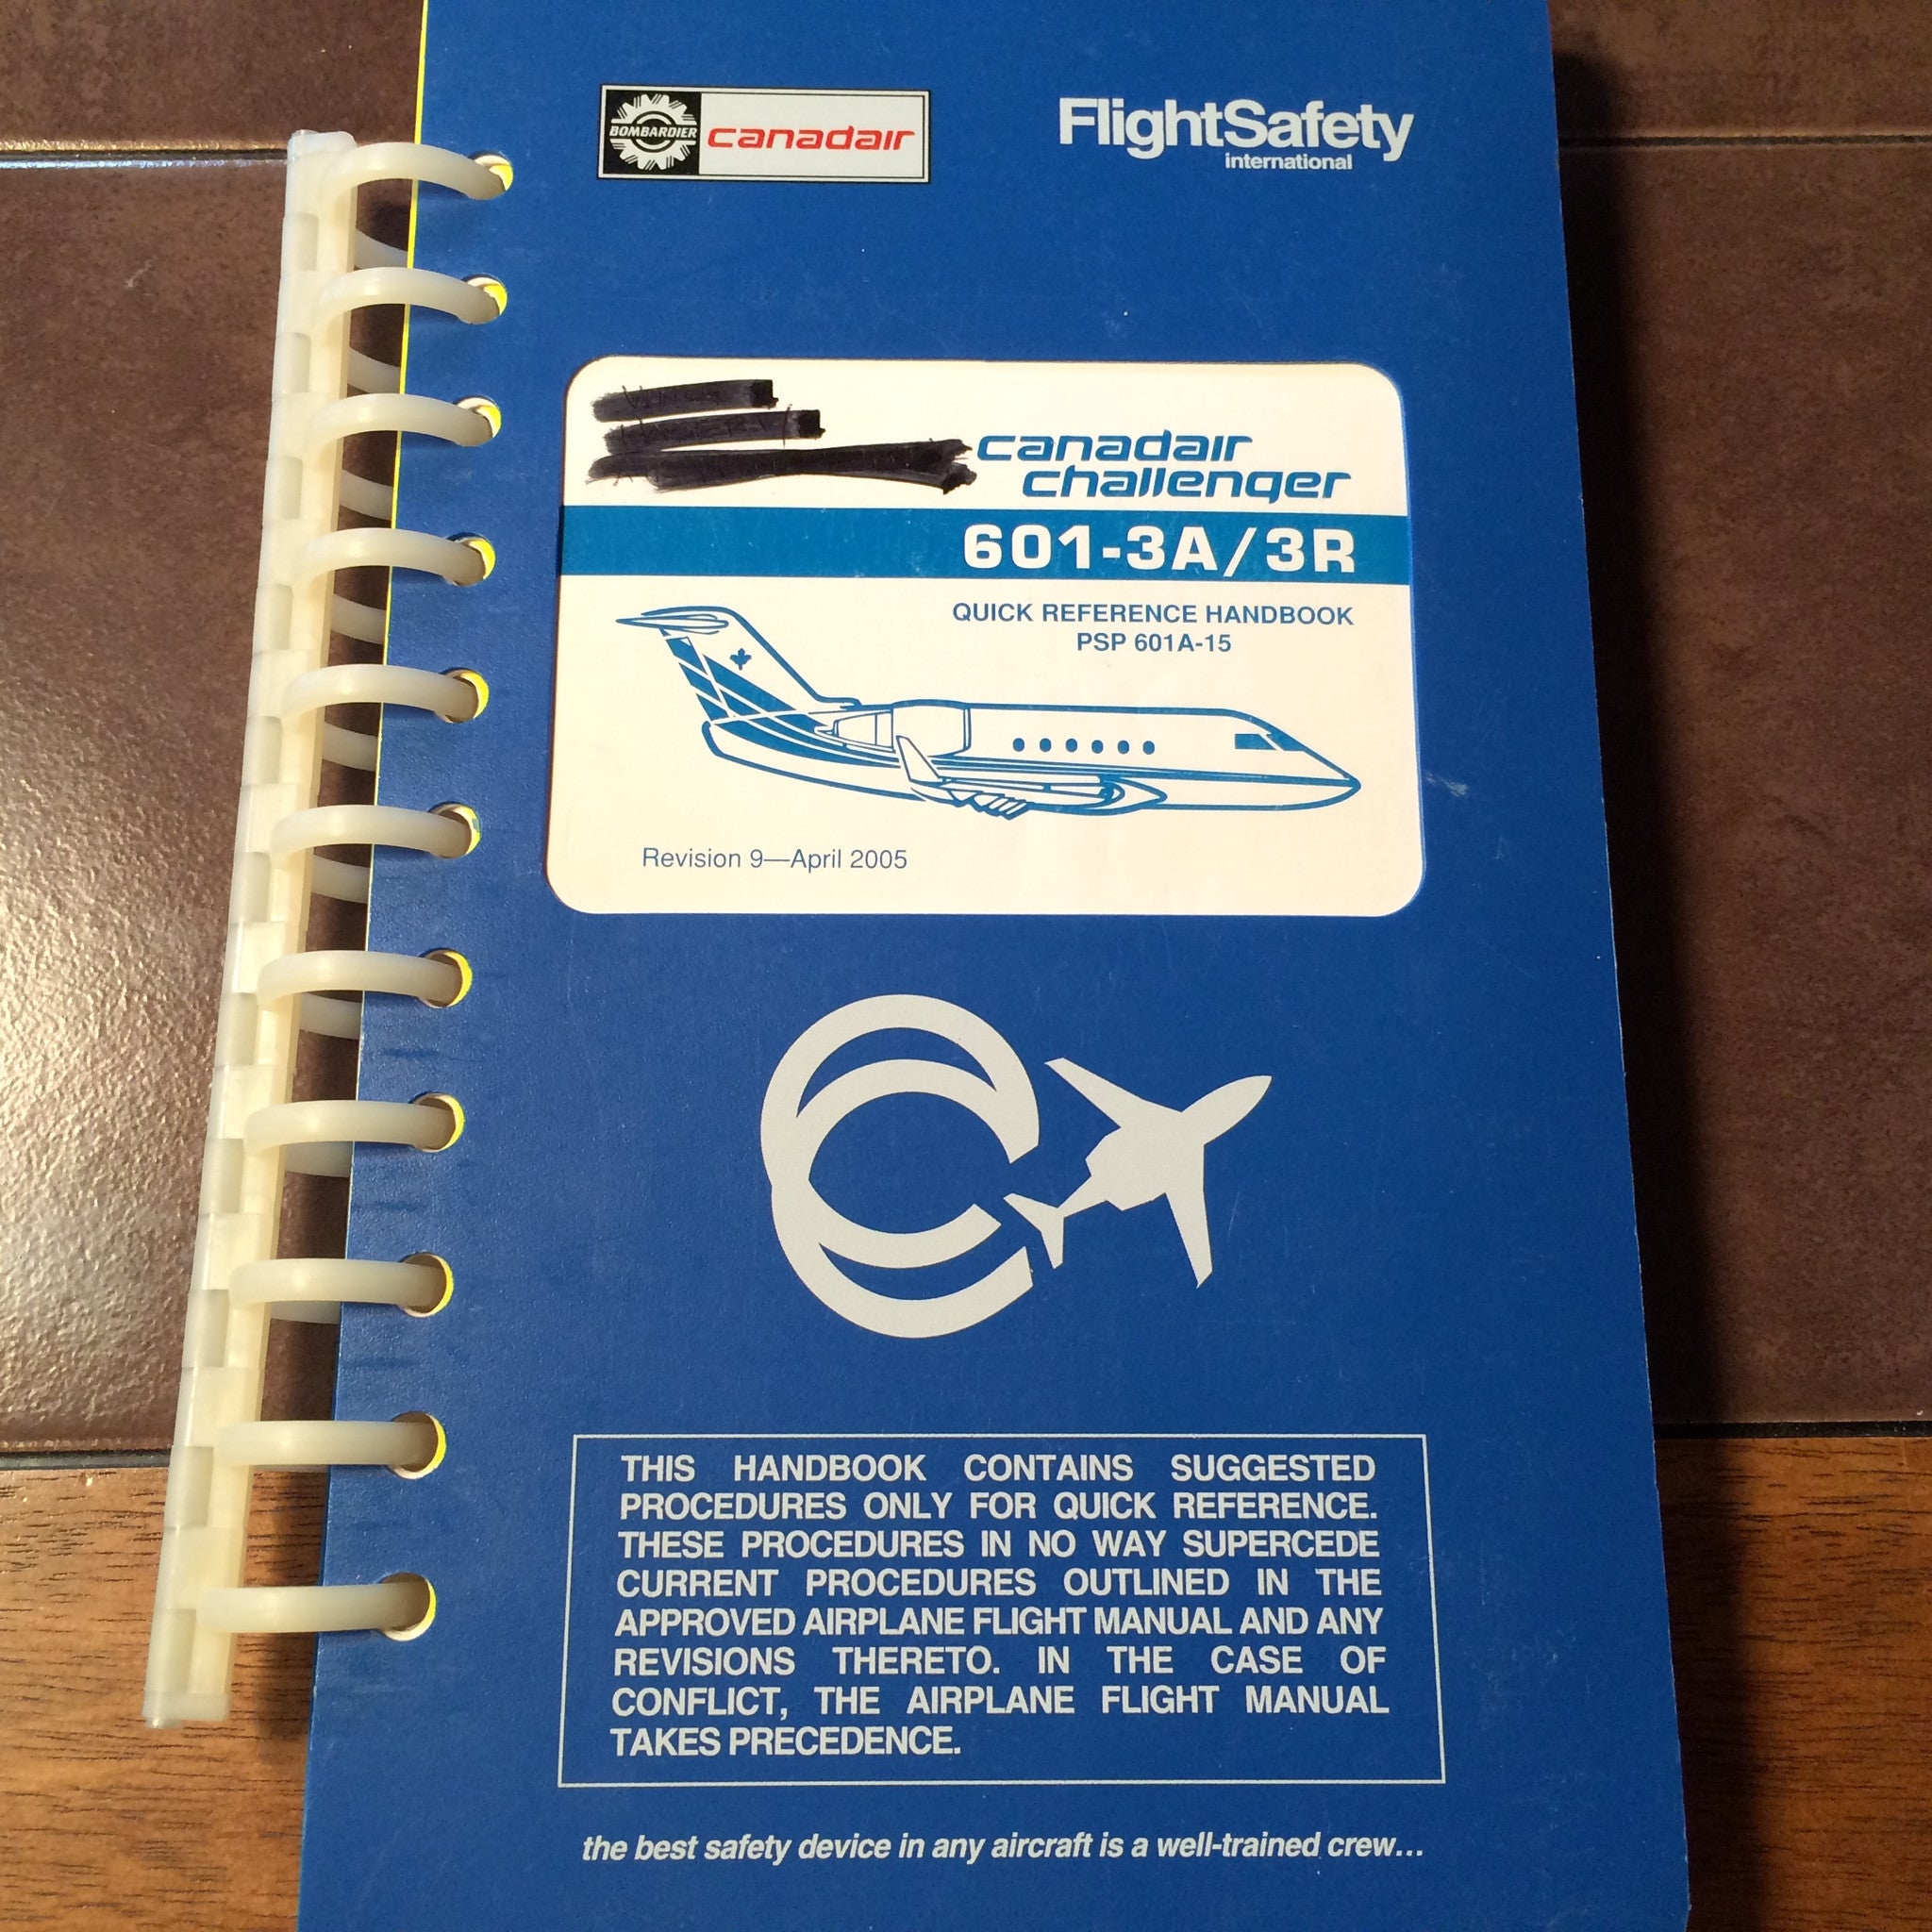 BOMBARDIER canadair
FlightSafety
international
canadair
challenger
601-3A/3R
QUICK REFERENCE HANDBOOK
PSP 601A-15
Revision 9—April 2005
THIS HANDBOOK CONTAINS SUGGESTED
PROCEDURES ONLY FOR QUICK REFERENCE.
THESE PROCEDURES IN NO WAY SUPERCEDE
CURRENT PROCEDURES OUTLINED IN THE
APPROVED AIRPLANE FLIGHT MANUAL AND ANY
REVISIONS THERETO. IN THE CASE OF
CONFLICT, THE AIRPLANE FLIGHT MANUAL
TAKES PRECEDENCE.
the best safety device in any aircraft is a well-trained crew...